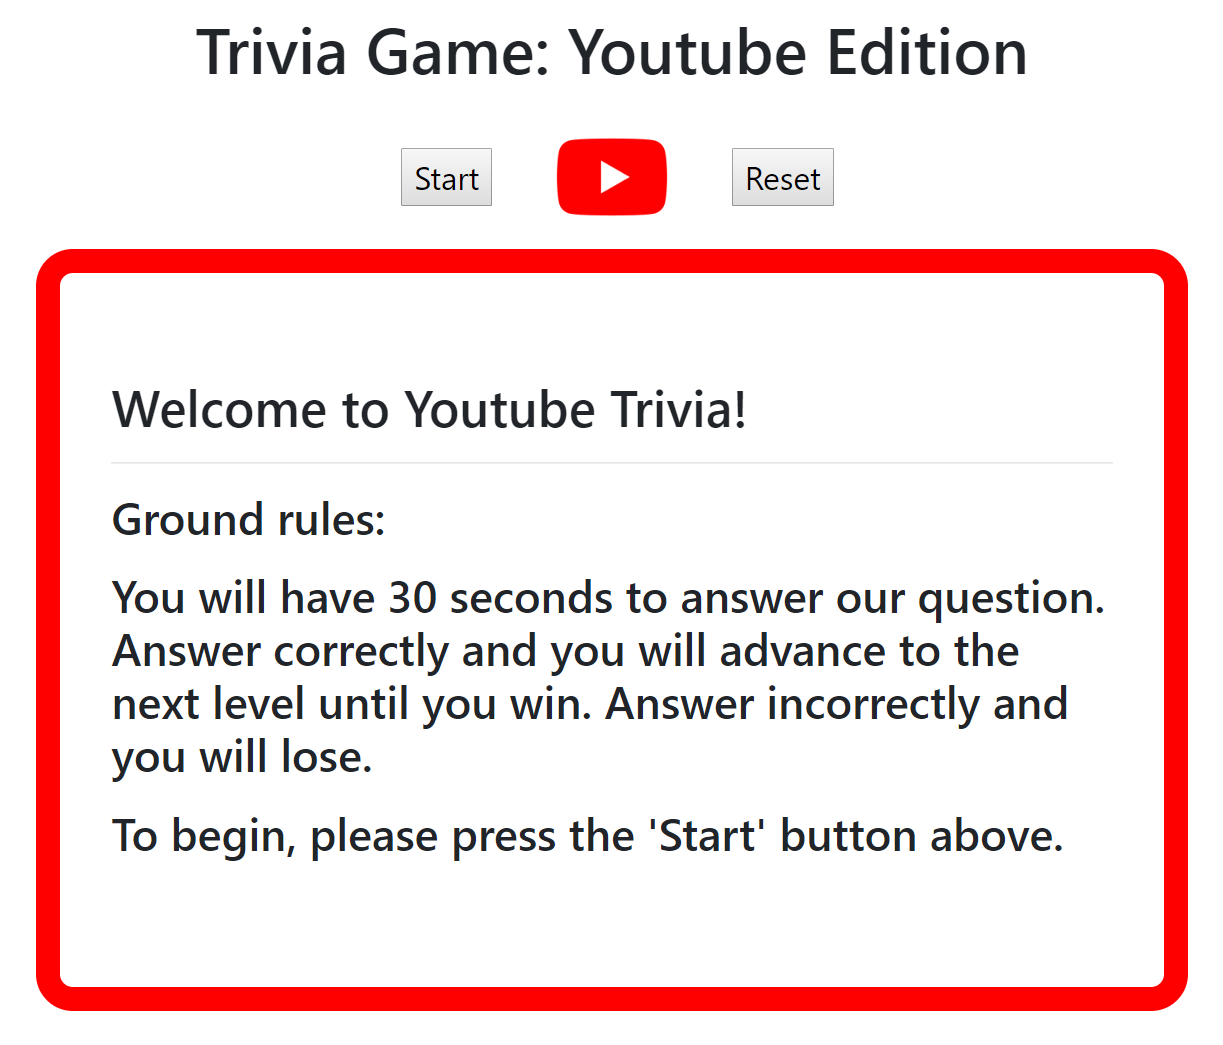 Trivia Game: Youtube Edition
Start
Reset
Welcome to Youtube Trivia!
Ground rules:
You will have 30 seconds to answer our question.
Answer correctly and you will advance to the
next level until you win. Answer incorrectly and
you will lose.
To begin, please press the 'Start' button above.